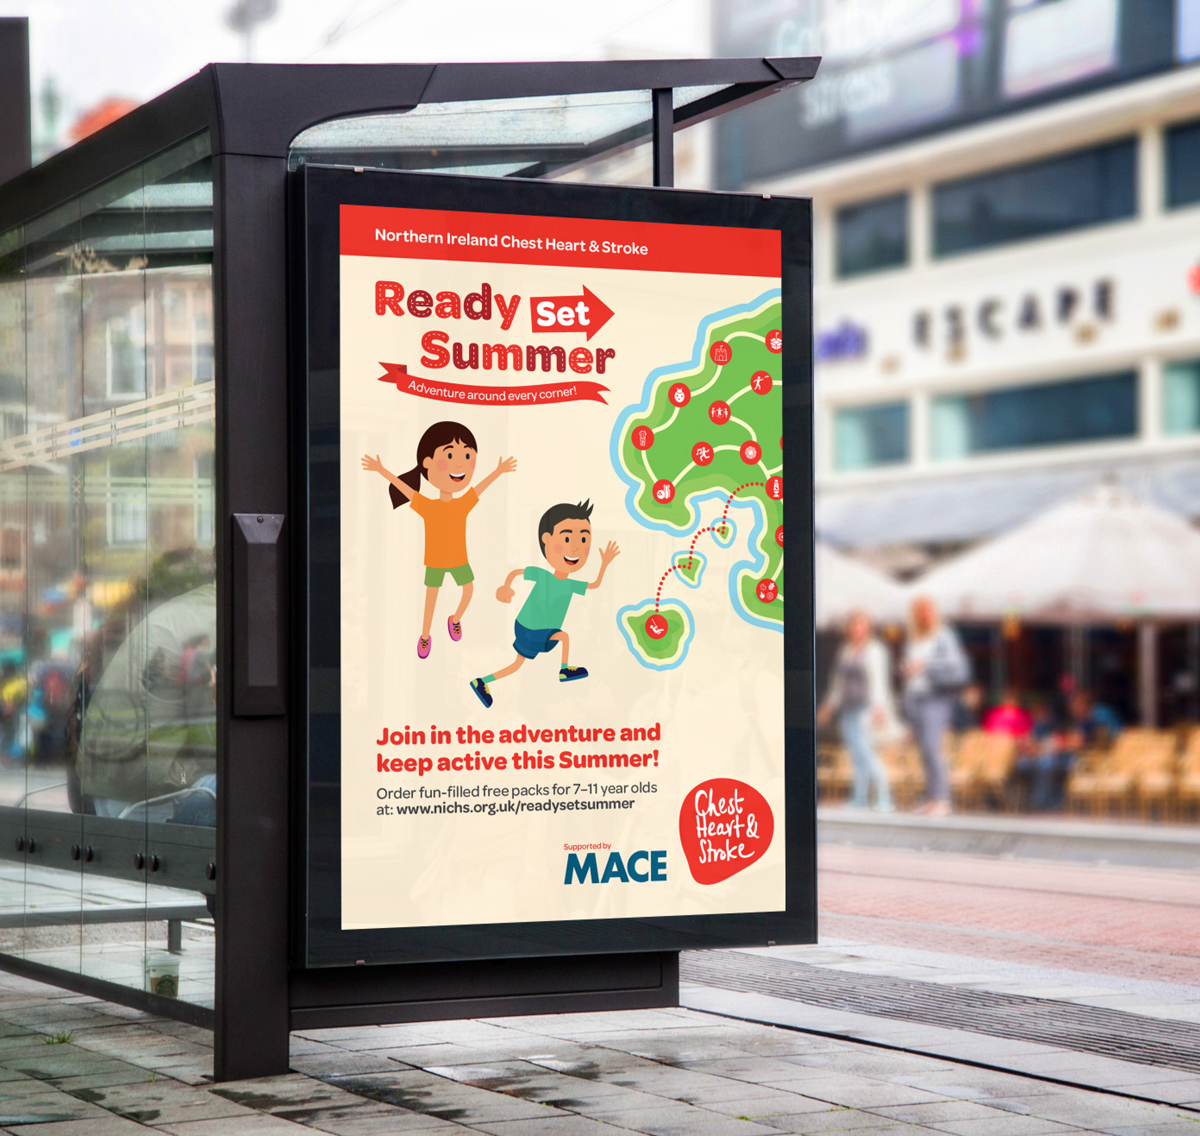 Northern Ireland Chest Heart & Stroke
Ready Set
Summer
Adventure around every corner!
Join in the adventure and
keep active this Summer!
Order fun-filled free packs for 7–11 year olds
at: www.nichs.org.uk/readysetsummer
Supported by
MACE
Chest
Heart &
Stroke
ESCAPE